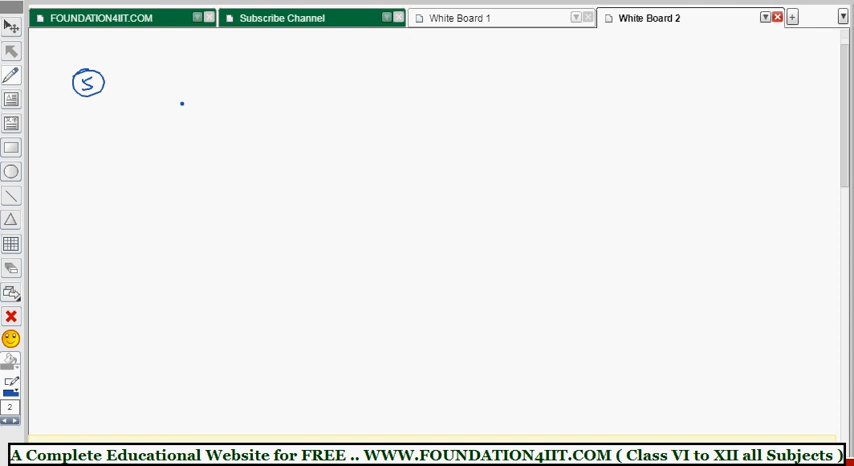 FOUNDATION4IIT.COM Subscribe Channel White Board 1 White Board 2
5
2
A Complete Educational Website for FREE .. WWW.FOUNDATION4IIT.COM ( Class VI to XII all Subjects )